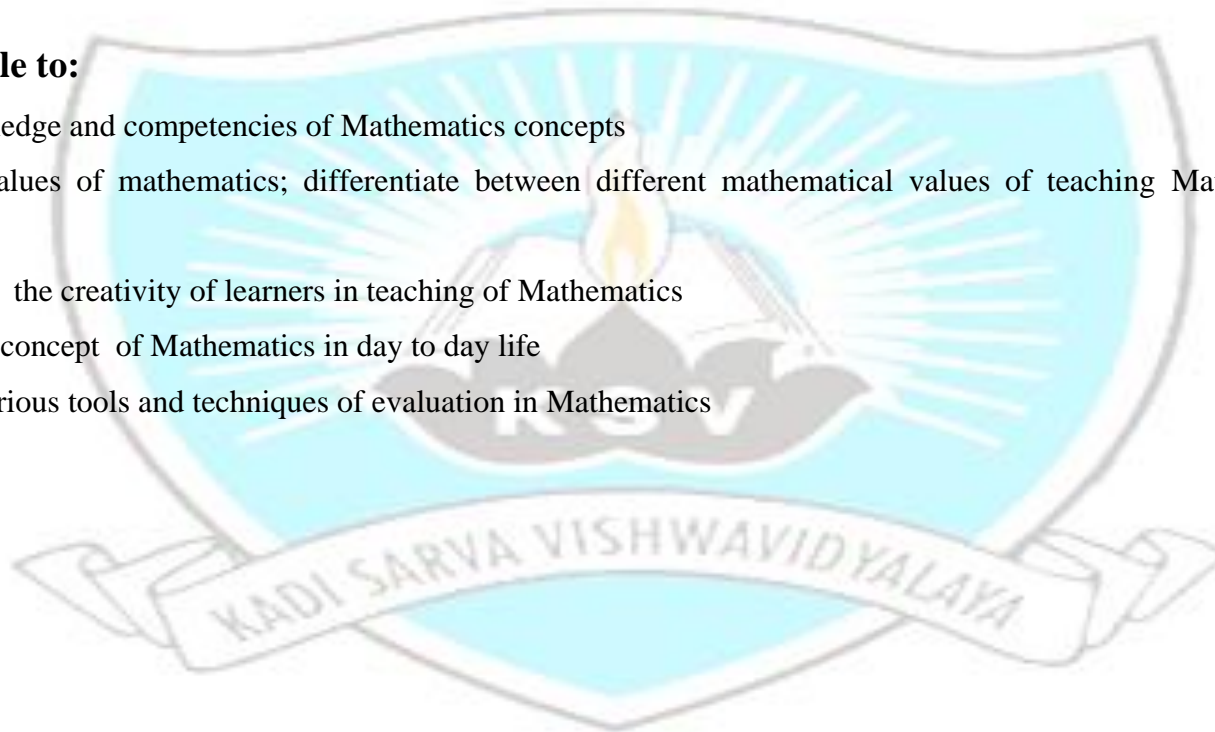 le to:
ledge and competencies of Mathematics concepts
alues of mathematics; differentiate between different mathematical values of teaching Mat
the creativity of learners in teaching of Mathematics
concept of Mathematics in day to day life
rious tools and techniques of evaluation in Mathematics
KSV
KADI SARVA VISHWAVIDYALAYA